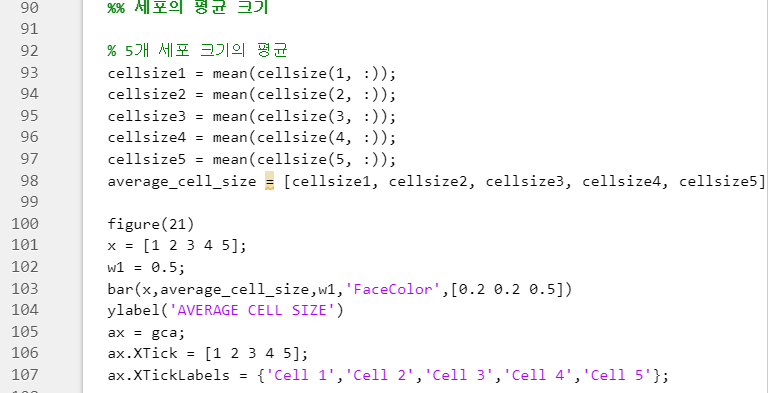 90 %% 세포의 평균 크기
91
92 % 5개 세포 크기의 평균
93 cellsize1 = mean(cellsize(1, :));
94 cellsize2 = mean(cellsize(2, :));
95 cellsize3 = mean(cellsize(3, :));
96 cellsize4 = mean(cellsize(4, :));
97 cellsize5 = mean(cellsize(5, :));
98 average_cell_size = [cellsize1, cellsize2, cellsize3, cellsize4, cellsize5]
99
100 figure(21)
101 x = [1 2 3 4 5];
102 w1 = 0.5;
103 bar(x,average_cell_size,w1,'FaceColor',[0.2 0.2 0.5])
104 ylabel('AVERAGE CELL SIZE')
105 ax = gca;
106 ax.XTick = [1 2 3 4 5];
107 ax.XTickLabels = {'Cell 1','Cell 2','Cell 3','Cell 4','Cell 5'};